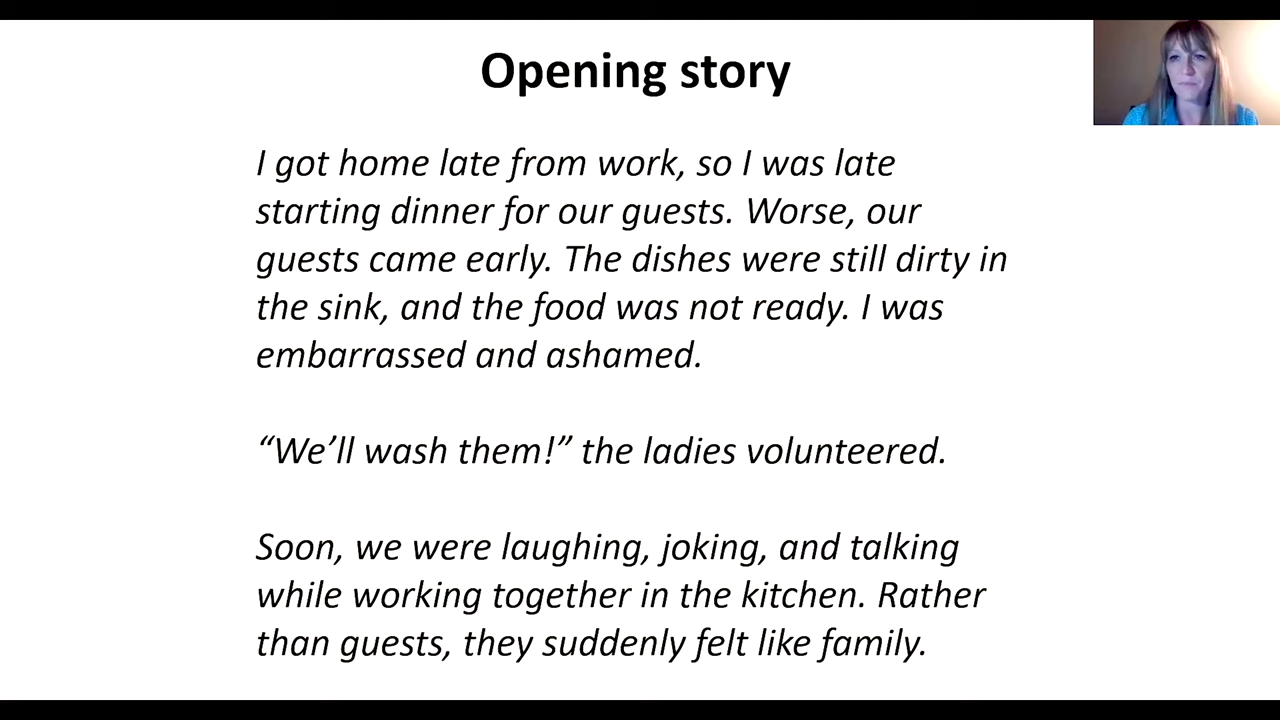 Opening story
I got home late from work, so I was late
starting dinner for our guests. Worse, our
guests came early. The dishes were still dirty in
the sink, and the food was not ready. I was
embarrassed and ashamed.
“We’ll wash them!” the ladies volunteered.
Soon, we were laughing, joking, and talking
while working together in the kitchen. Rather
than guests, they suddenly felt like family.